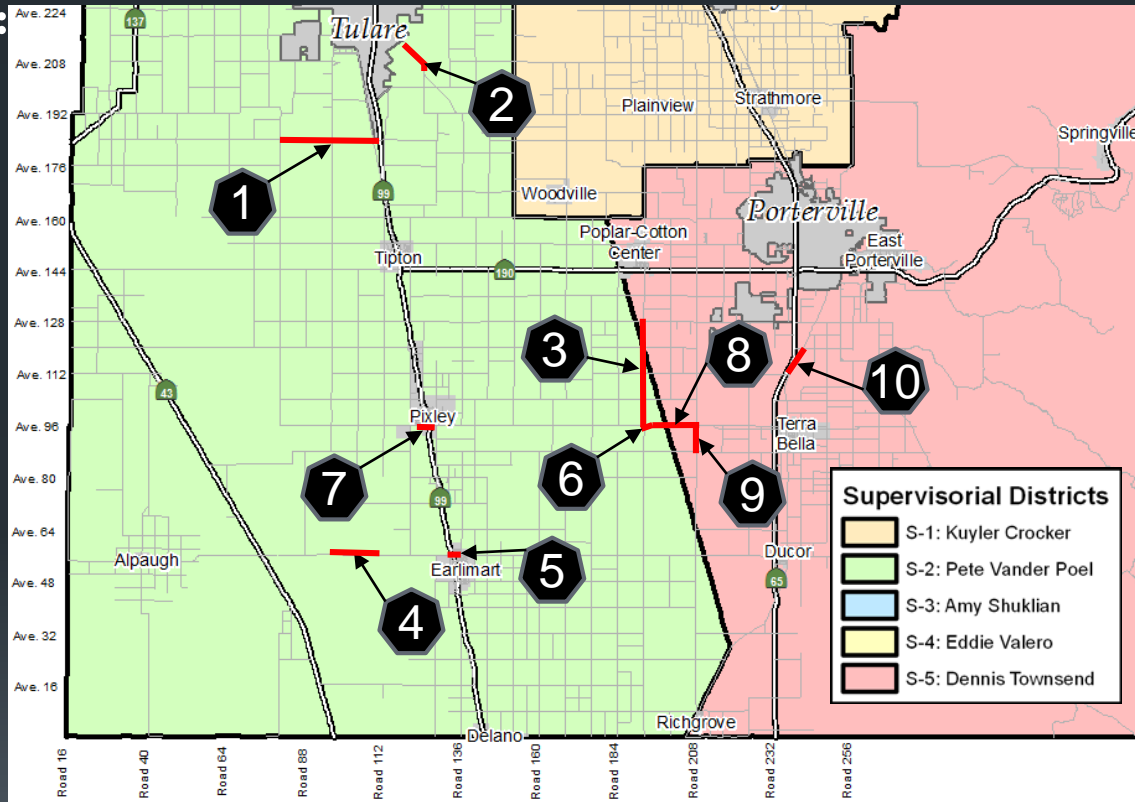 Ave. 224
Ave. 208
Ave. 192
Ave. 176
Ave. 160
Ave. 144
Ave. 128
Ave. 112
Ave. 96
Ave. 80
Ave. 64
Ave. 48
Ave. 32
Ave. 16
137
Tulare
2
Plainview
Strathmore
Springville
1
99
Woodville
Porterville
Poplar-Cotton
Center
East
Porterville
Tipton
190
3
8
10
43
Pixley
Terra
Bella
7
6
9
99
Alpaugh
Earlimart
5
4
Ducor
65
Richgrove
Delano
Supervisorial Districts
S-1: Kuyler Crocker
S-2: Pete Vander Poel
S-3: Amy Shuklian
S-4: Eddie Valero
S-5: Dennis Townsend
Road 16
Road 40
Road 64
Road 88
Road 112
Road 136
Road 160
Road 184
Road 208
Road 232
Road 256